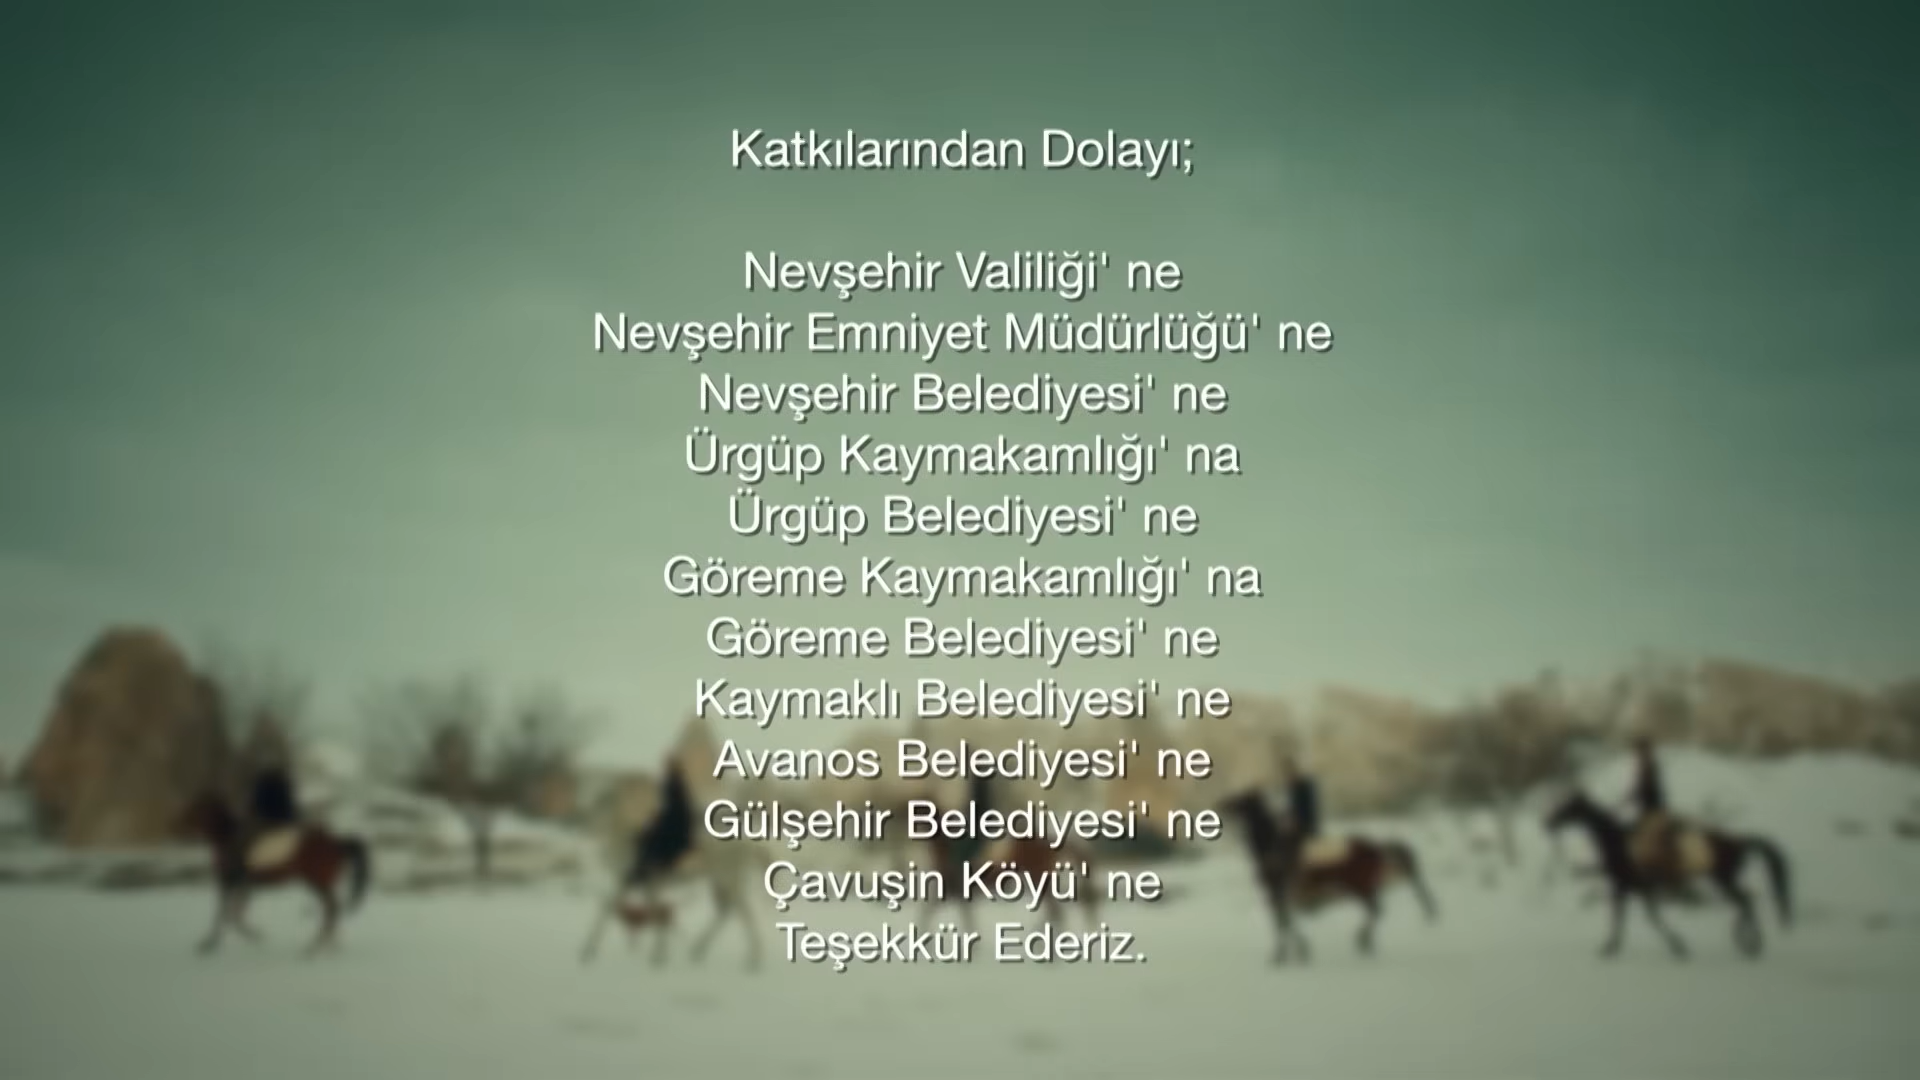 Katkılarından Dolayı;
Nevşehir Valiliği' ne
Nevşehir Emniyet Müdürlüğü' ne
Nevşehir Belediyesi' ne
Ürgüp Kaymakamlığı' na
Ürgüp Belediyesi' ne
Göreme Kaymakamlığı' na
Göreme Belediyesi' ne
Kaymaklı Belediyesi' ne
Avanos Belediyesi' ne
Gülşehir Belediyesi' ne
Çavuşin Köyü' ne
Teşekkür Ederiz.